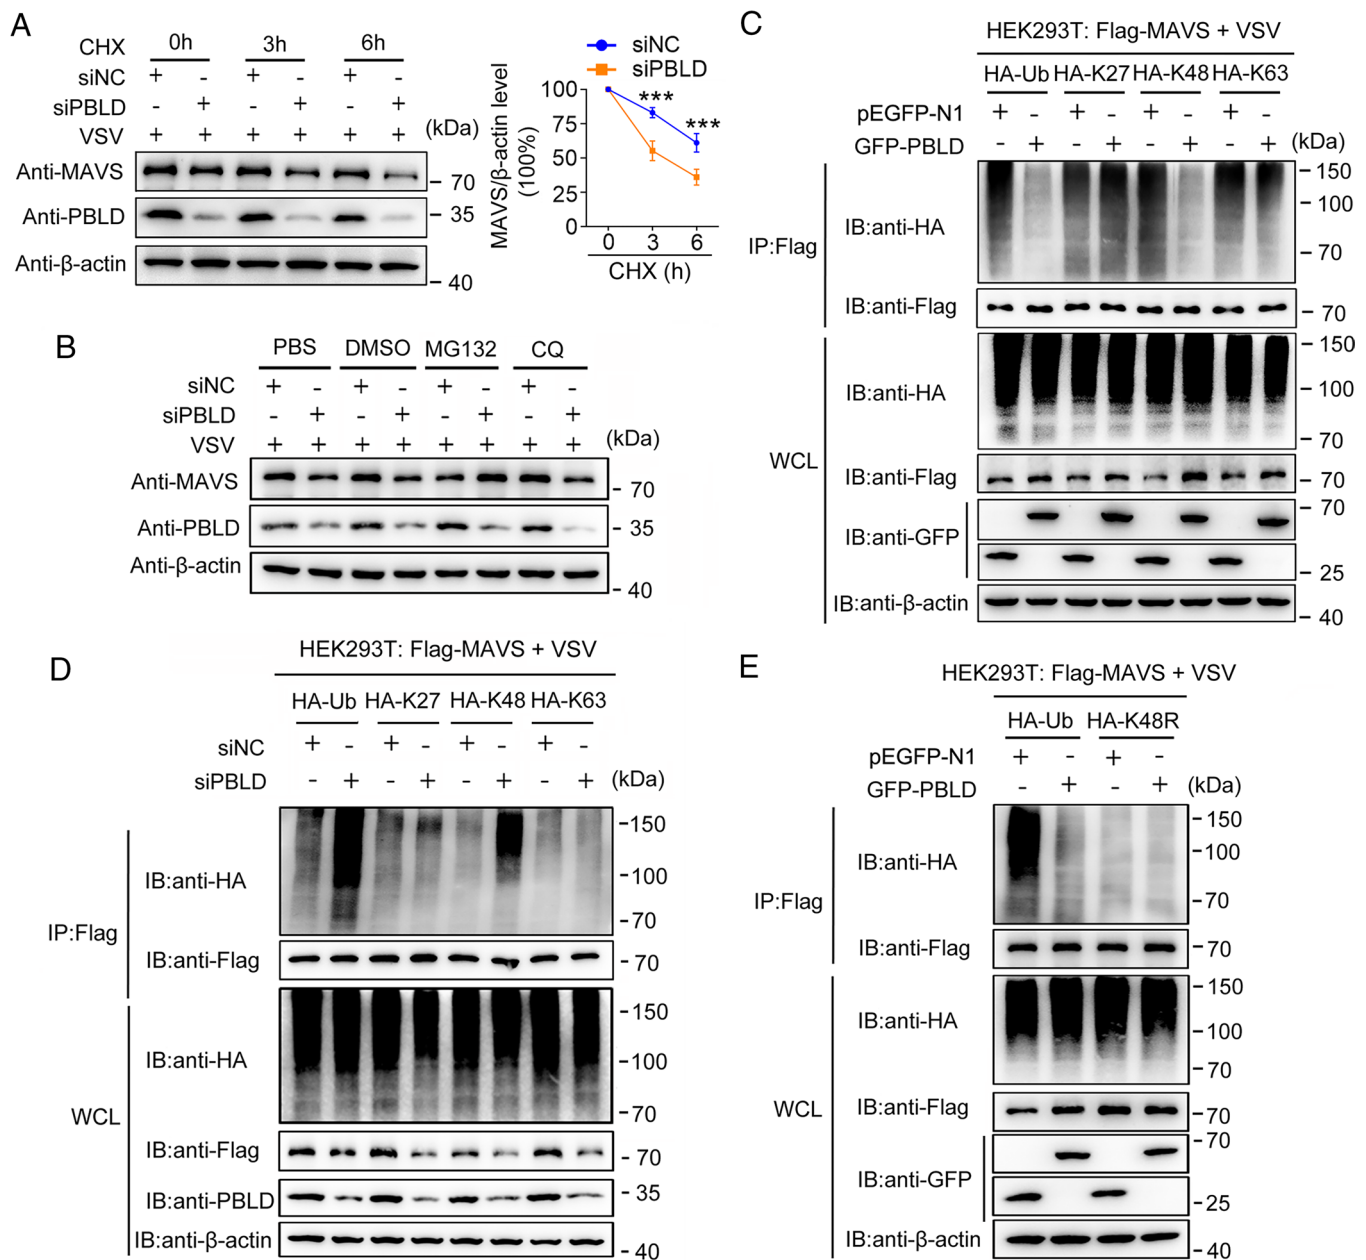 A
CHX 0h 3h 6h
siNC + - + - + -
siPBLD - + - + - +
VSV + + + + + + (kDa)
Anti-MAVS - 70
Anti-PBLD - 35
Anti-β-actin - 40
siNC
siPBLD
MAVS/β-actin level
(100%)
100
75
50
25
0
*** ***
0 3 6
CHX (h)
B
PBS DMSO MG132 CQ
siNC + - + - + - + -
siPBLD - + - + - + - +
VSV + + + + + + + + (kDa)
Anti-MAVS - 70
Anti-PBLD - 35
Anti-β-actin - 40
C
HEK293T: Flag-MAVS + VSV
HA-Ub HA-K27 HA-K48 HA-K63
pEGFP-N1 + - + - + - + -
GFP-PBLD - + - + - + - + (kDa)
IP:Flag
IB:anti-HA - 150 - 100 - 70
IB:anti-Flag - 70
WCL
IB:anti-HA - 150 - 100 - 70
IB:anti-Flag - 70
IB:anti-GFP - 70 - 25
IB:anti-β-actin - 40
D
HEK293T: Flag-MAVS + VSV
HA-Ub HA-K27 HA-K48 HA-K63
siNC + - + - + - + -
siPBLD - + - + - + - + (kDa)
IP:Flag
IB:anti-HA -150 -100 -70
IB:anti-Flag - 70
WCL
IB:anti-HA - 150 - 100 - 70
IB:anti-Flag - 70
IB:anti-PBLD - 35
IB:anti-β-actin - 40
E
HEK293T: Flag-MAVS + VSV
HA-Ub HA-K48R
pEGFP-N1 + - + -
GFP-PBLD - + - + (kDa)
IP:Flag
IB:anti-HA - 150 - 100 - 70
IB:anti-Flag - 70
WCL
IB:anti-HA - 150 - 100 - 70
IB:anti-Flag - 70
IB:anti-GFP - 70 - 25
IB:anti-β-actin - 40